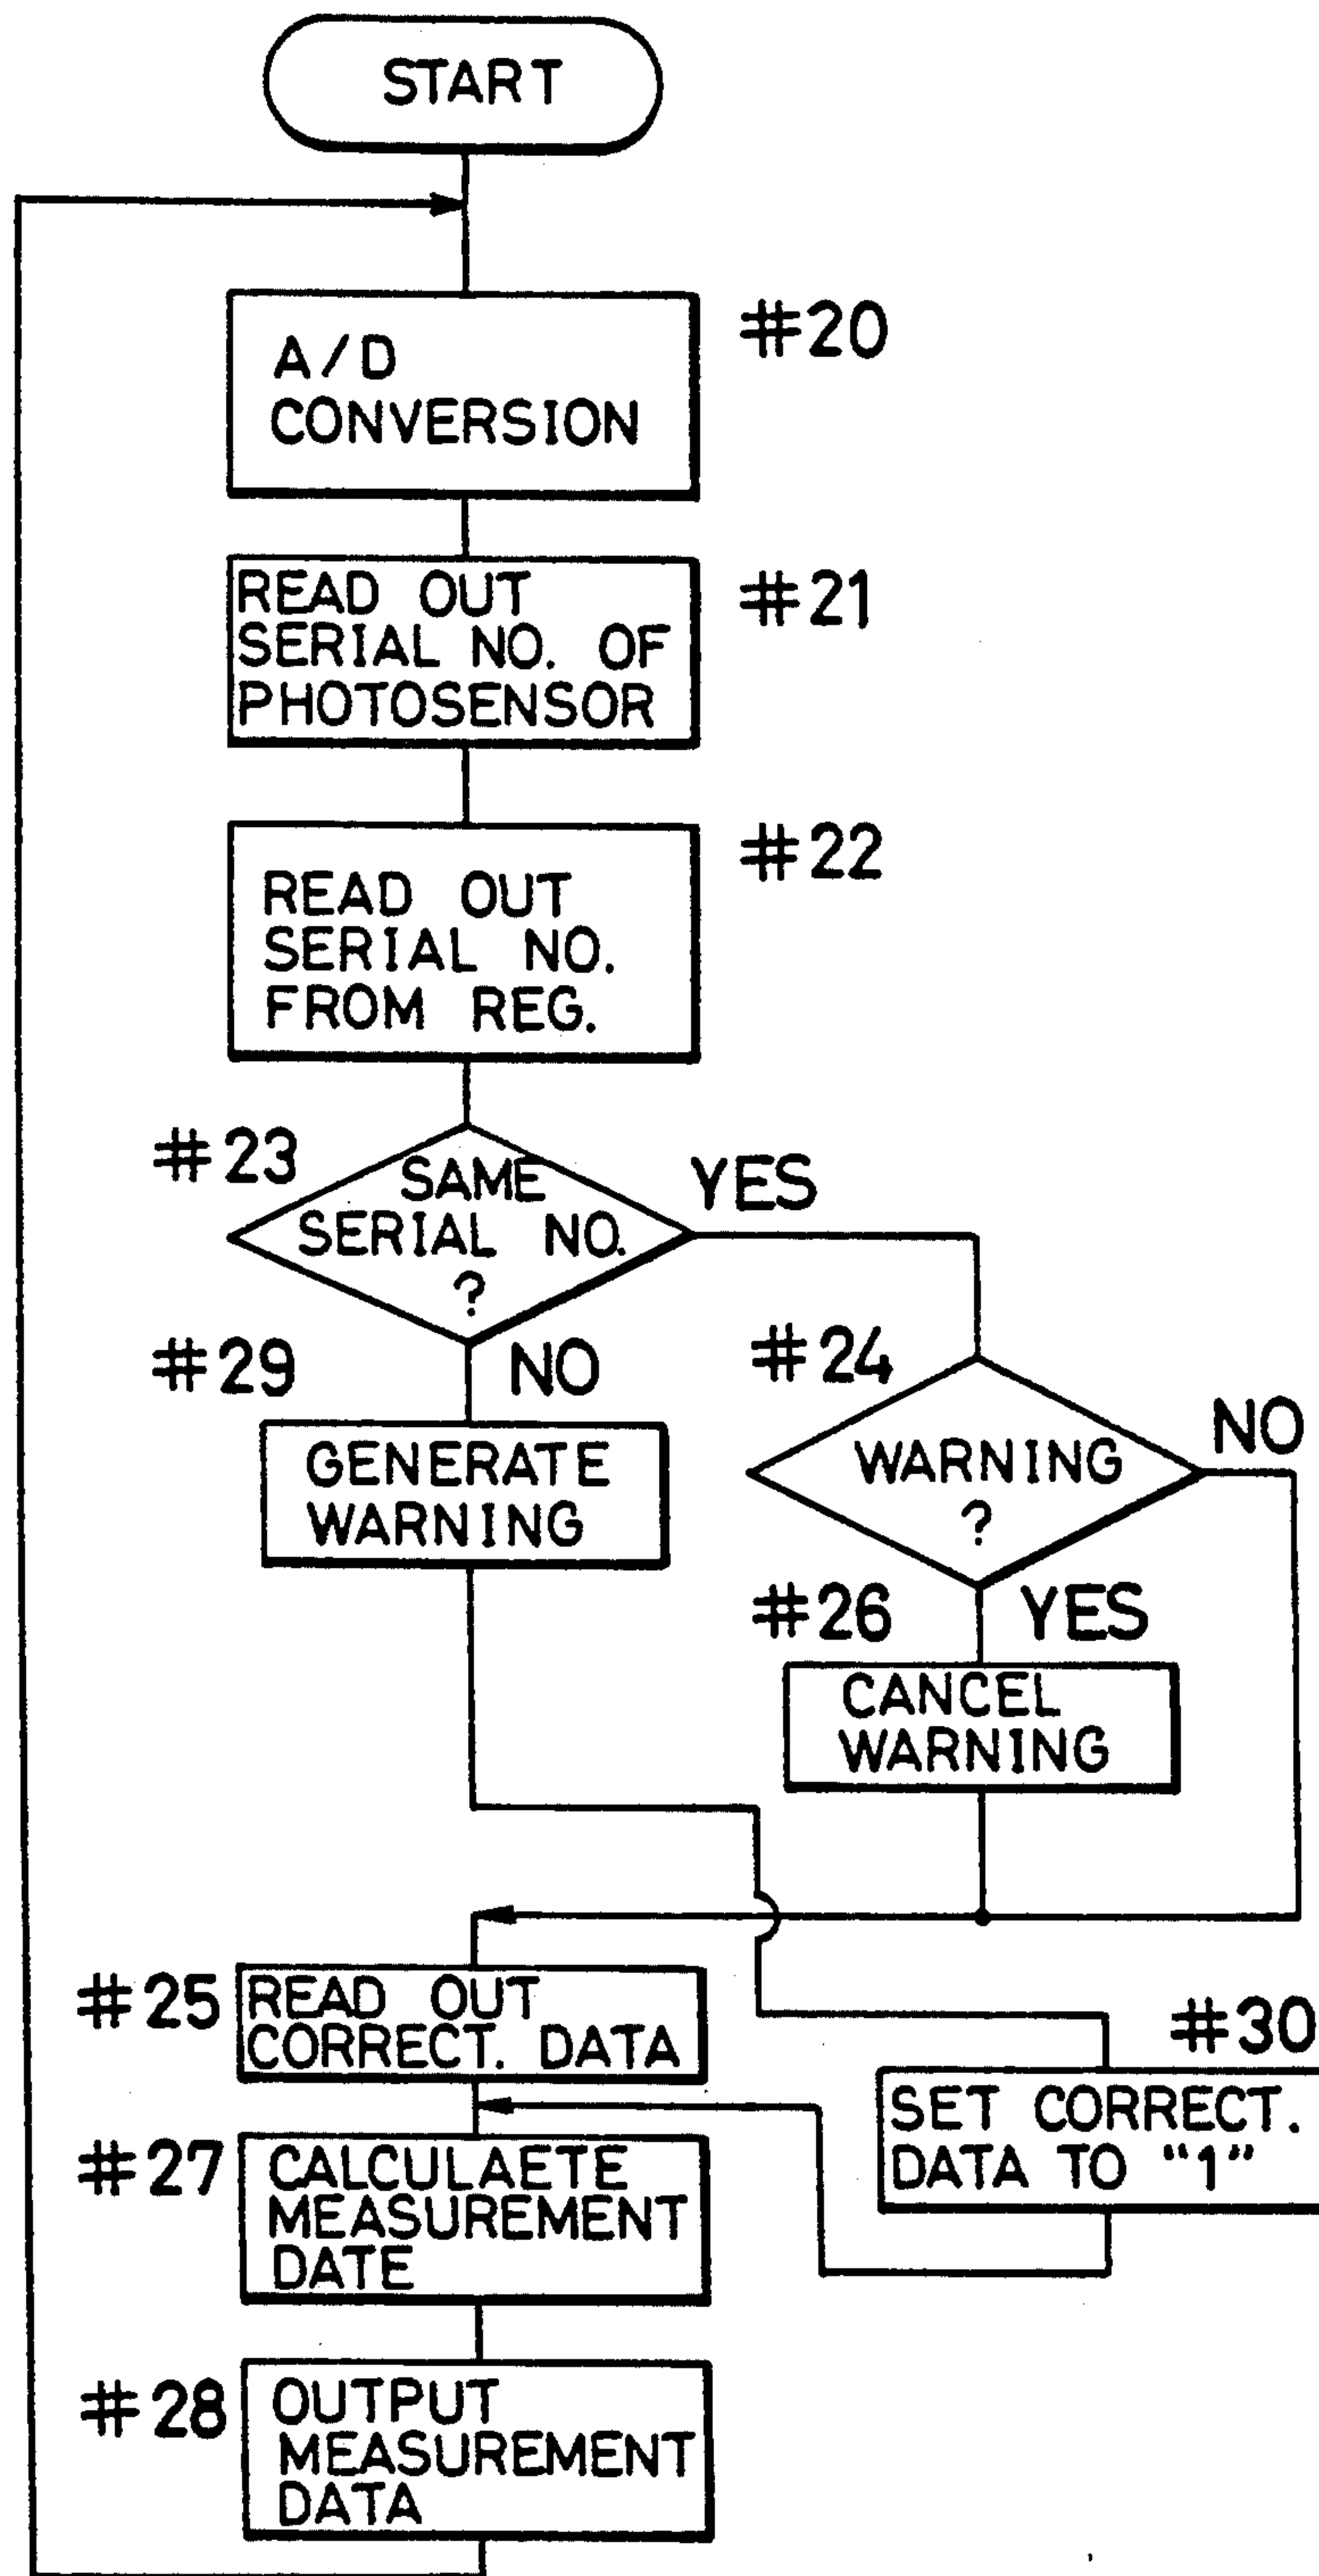 START
A/D
CONVERSION
#20
READ OUT
SERIAL NO. OF
PHOTOSENSOR
#21
READ OUT
SERIAL NO.
FROM REG.
#22
#23
SAME
SERIAL NO.
?
YES
NO
#29
GENERATE
WARNING
#24
WARNING
?
NO
YES
#26
CANCEL
WARNING
#25
READ OUT
CORRECT. DATA
#30
SET CORRECT.
DATA TO "1"
#27
CALCULAETE
MEASUREMENT
DATE
#28
OUTPUT
MEASUREMENT
DATA